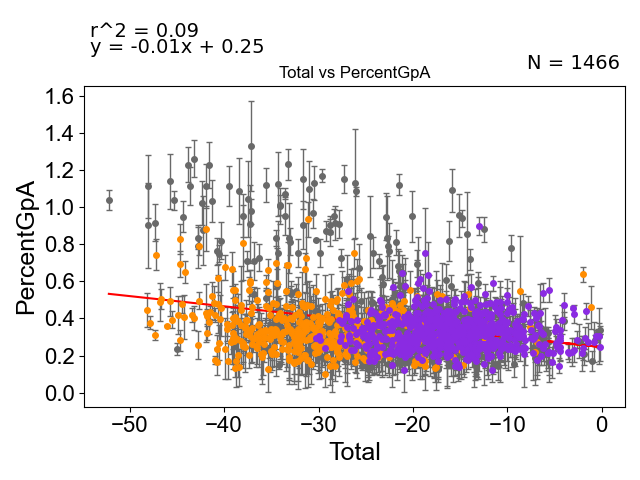 r^2 = 0.09
y = -0.01x + 0.25
N = 1466
Total vs PercentGpA
PercentGpA
1.6
1.4
1.2
1.0
0.8
0.6
0.4
0.2
0.0
−50 −40 −30 −20 −10 0
Total